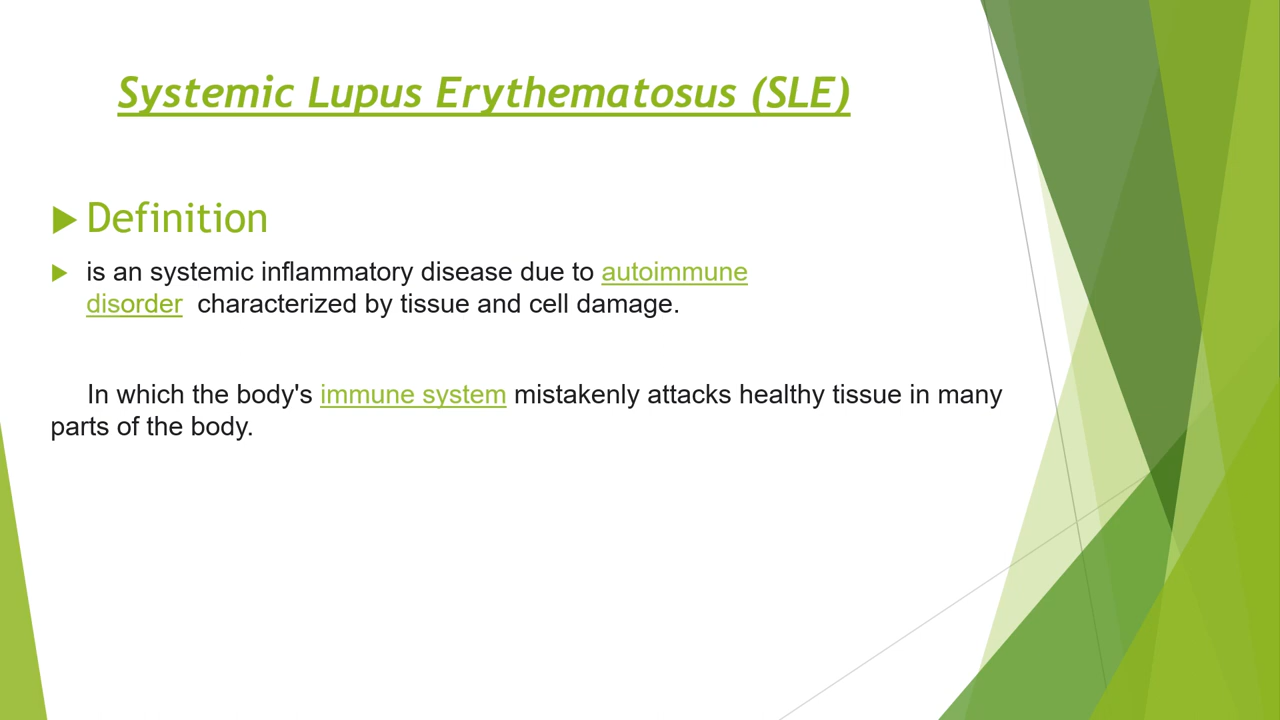 Systemic Lupus Erythematosus (SLE)
Definition
is an systemic inflammatory disease due to autoimmune
disorder characterized by tissue and cell damage.
In which the body's immune system mistakenly attacks healthy tissue in many
parts of the body.